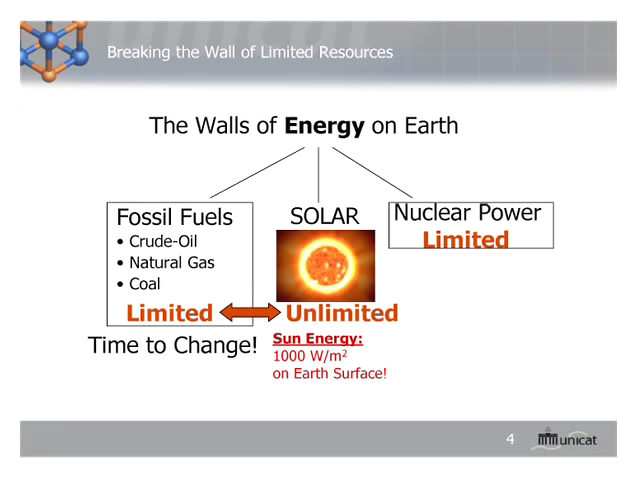 Breaking the Wall of Limited Resources
The Walls of Energy on Earth
Fossil Fuels
• Crude-Oil
• Natural Gas
• Coal
Limited
SOLAR
Unlimited
Nuclear Power
Limited
Time to Change!
Sun Energy:
1000 W/m²
on Earth Surface!
4
unicat